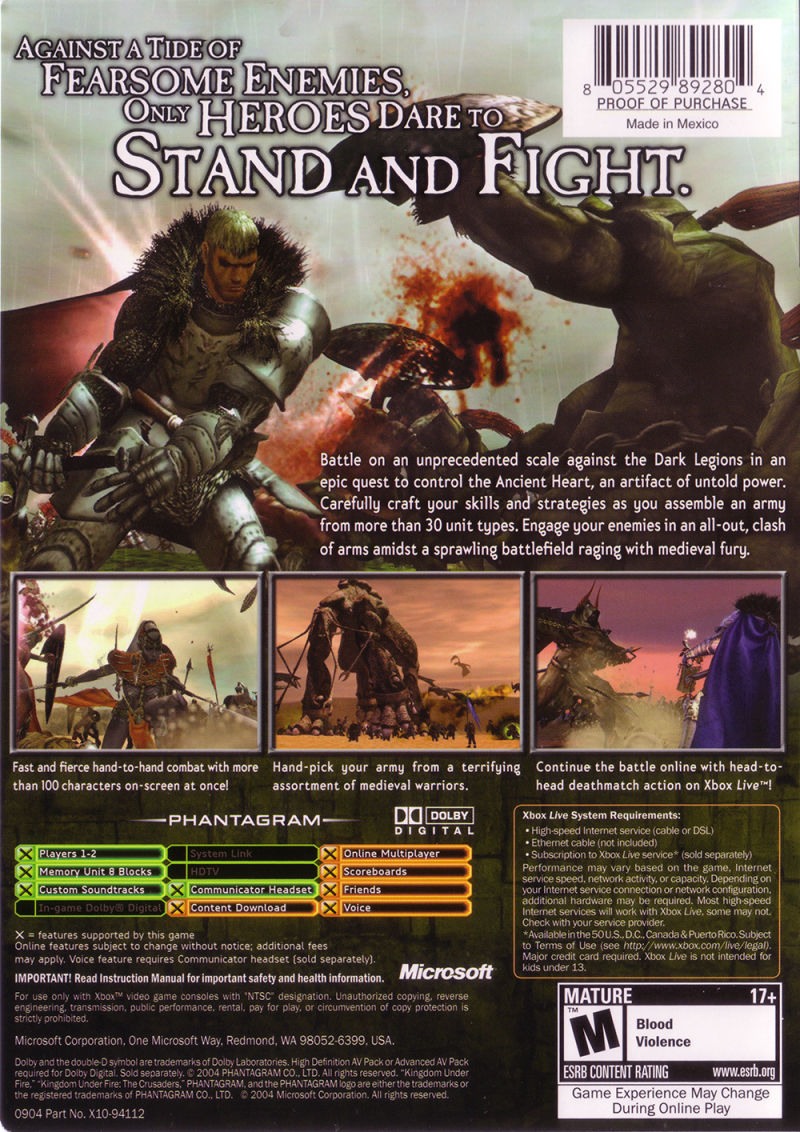 AGAINST A TIDE OF
FEARSOME ENEMIES,
ONLY HEROES DARE TO
STAND AND FIGHT.
8 05529 89280 4
PROOF OF PURCHASE
Made in Mexico
Battle on an unprecedented scale against the Dark Legions in an
epic quest to control the Ancient Heart, an artifact of untold power.
Carefully craft your skills and strategies as you assemble an army
from more than 30 unit types. Engage your enemies in an all-out, clash
of arms amidst a sprawling battlefield raging with medieval fury.
Fast and fierce hand-to-hand combat with more
than 100 characters on-screen at once!
Hand-pick your army from a terrifying
assortment of medieval warriors.
Continue the battle online with head-to-
head deathmatch action on Xbox Live™!
PHANTAGRAM
DOLBY
DIGITAL
Players 1-2
Memory Unit 8 Blocks
Custom Soundtracks
In-game Dolby® Digital
System Link
HDTV
Communicator Headset
Content Download
Online Multiplayer
Scoreboards
Friends
Voice
X = features supported by this game
Online features subject to change without notice; additional fees
may apply. Voice feature requires Communicator headset (sold separately).
IMPORTANT! Read Instruction Manual for important safety and health information.
Microsoft
For use only with Xbox™ video game consoles with "NTSC" designation. Unauthorized copying, reverse
engineering, transmission, public performance, rental, pay for play, or circumvention of copy protection is
strictly prohibited.
Microsoft Corporation, One Microsoft Way, Redmond, WA 98052-6399, USA.
Dolby and the double-D symbol are trademarks of Dolby Laboratories. High Definition AV Pack or Advanced AV Pack
required for Dolby Digital. Sold separately. © 2004 PHANTAGRAM CO., LTD. All rights reserved. "Kingdom Under
Fire," "Kingdom Under Fire: The Crusaders," PHANTAGRAM, and the PHANTAGRAM logo are either the trademarks or
the registered trademarks of PHANTAGRAM CO., LTD. © 2004 Microsoft Corporation. All rights reserved.
0904 Part No. X10-94112
Xbox Live System Requirements:
• High-speed Internet service (cable or DSL)
• Ethernet cable (not included)
• Subscription to Xbox Live service* (sold separately)
Performance may vary based on the game, Internet
service speed, network activity, or capacity. Depending on
your Internet service connection or network configuration,
additional hardware may be required. Most high-speed
Internet services will work with Xbox Live, some may not.
Check with your service provider.
*Available in the 50 U.S., D.C., Canada & Puerto Rico. Subject
to Terms of Use (see http://www.xbox.com/live/legal).
Major credit card required. Xbox Live is not intended for
kids under 13.
MATURE 17+
M
TM
Blood
Violence
ESRB CONTENT RATING www.esrb.org
Game Experience May Change
During Online Play